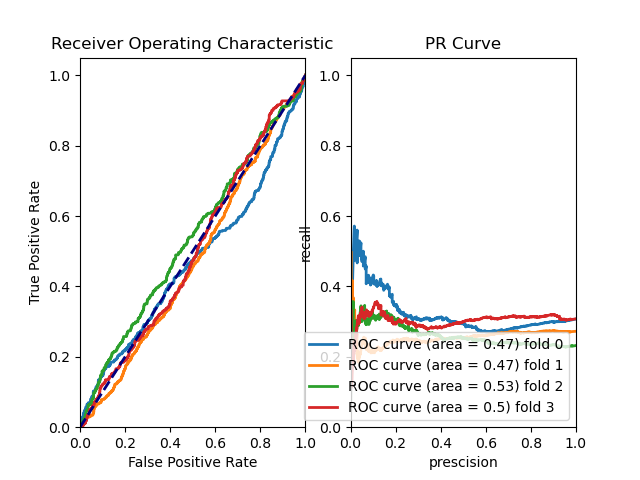 Receiver Operating Characteristic
PR Curve
True Positive Rate
1.0
0.8
0.6
0.4
0.2
0.0
0.0 0.2 0.4 0.6 0.8 1.0
False Positive Rate
recall
1.0
0.8
0.6
0.4
0.2
0.0
ROC curve (area = 0.47) fold 0
ROC curve (area = 0.47) fold 1
ROC curve (area = 0.53) fold 2
ROC curve (area = 0.5) fold 3
0.0 0.2 0.4 0.6 0.8 1.0
prescision